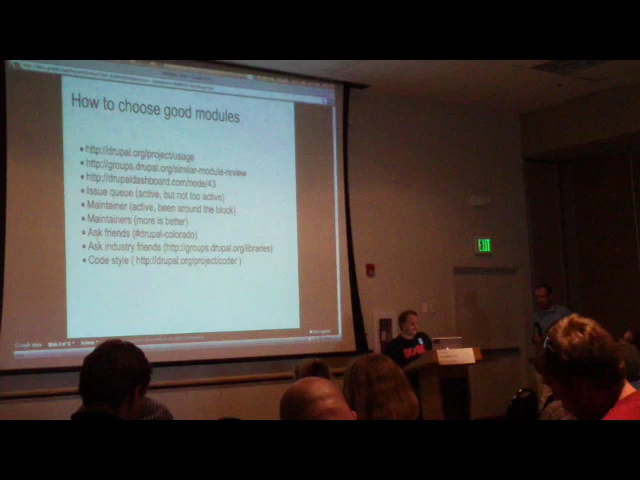 How to choose good modules
• http://drupal.org/project/usage
• http://groups.drupal.org/similar-module-review
• http://drupaldashboard.com/node/43
• Issue queue (active, but not too active)
• Maintainer (active, been around the block)
• Maintainers (more is better)
• Ask friends (#drupal-colorado)
• Ask industry friends (http://groups.drupal.org/libraries)
• Code style ( http://drupal.org/project/coder )
EXIT